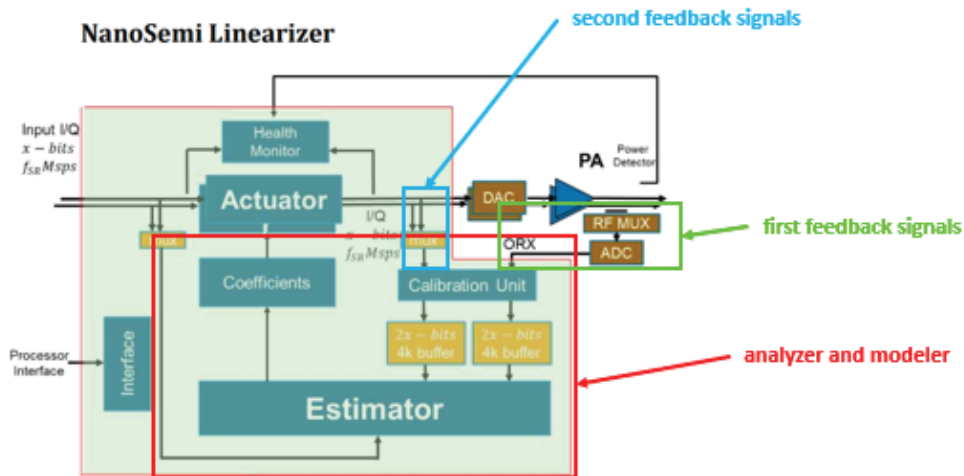 second feedback signals
NanoSemi Linearizer
Input I/Q
x − bits
f_SR Msps
Health
Monitor
PA
Power
Detector
Actuator
DAC
RF MUX
first feedback signals
mux
I/Q
x − bits
f_SR Msps
mux
ORX
ADC
Coefficients
Calibration Unit
2x − bits
4k buffer
2x − bits
4k buffer
analyzer and modeler
Processor
Interface
Interface
Estimator